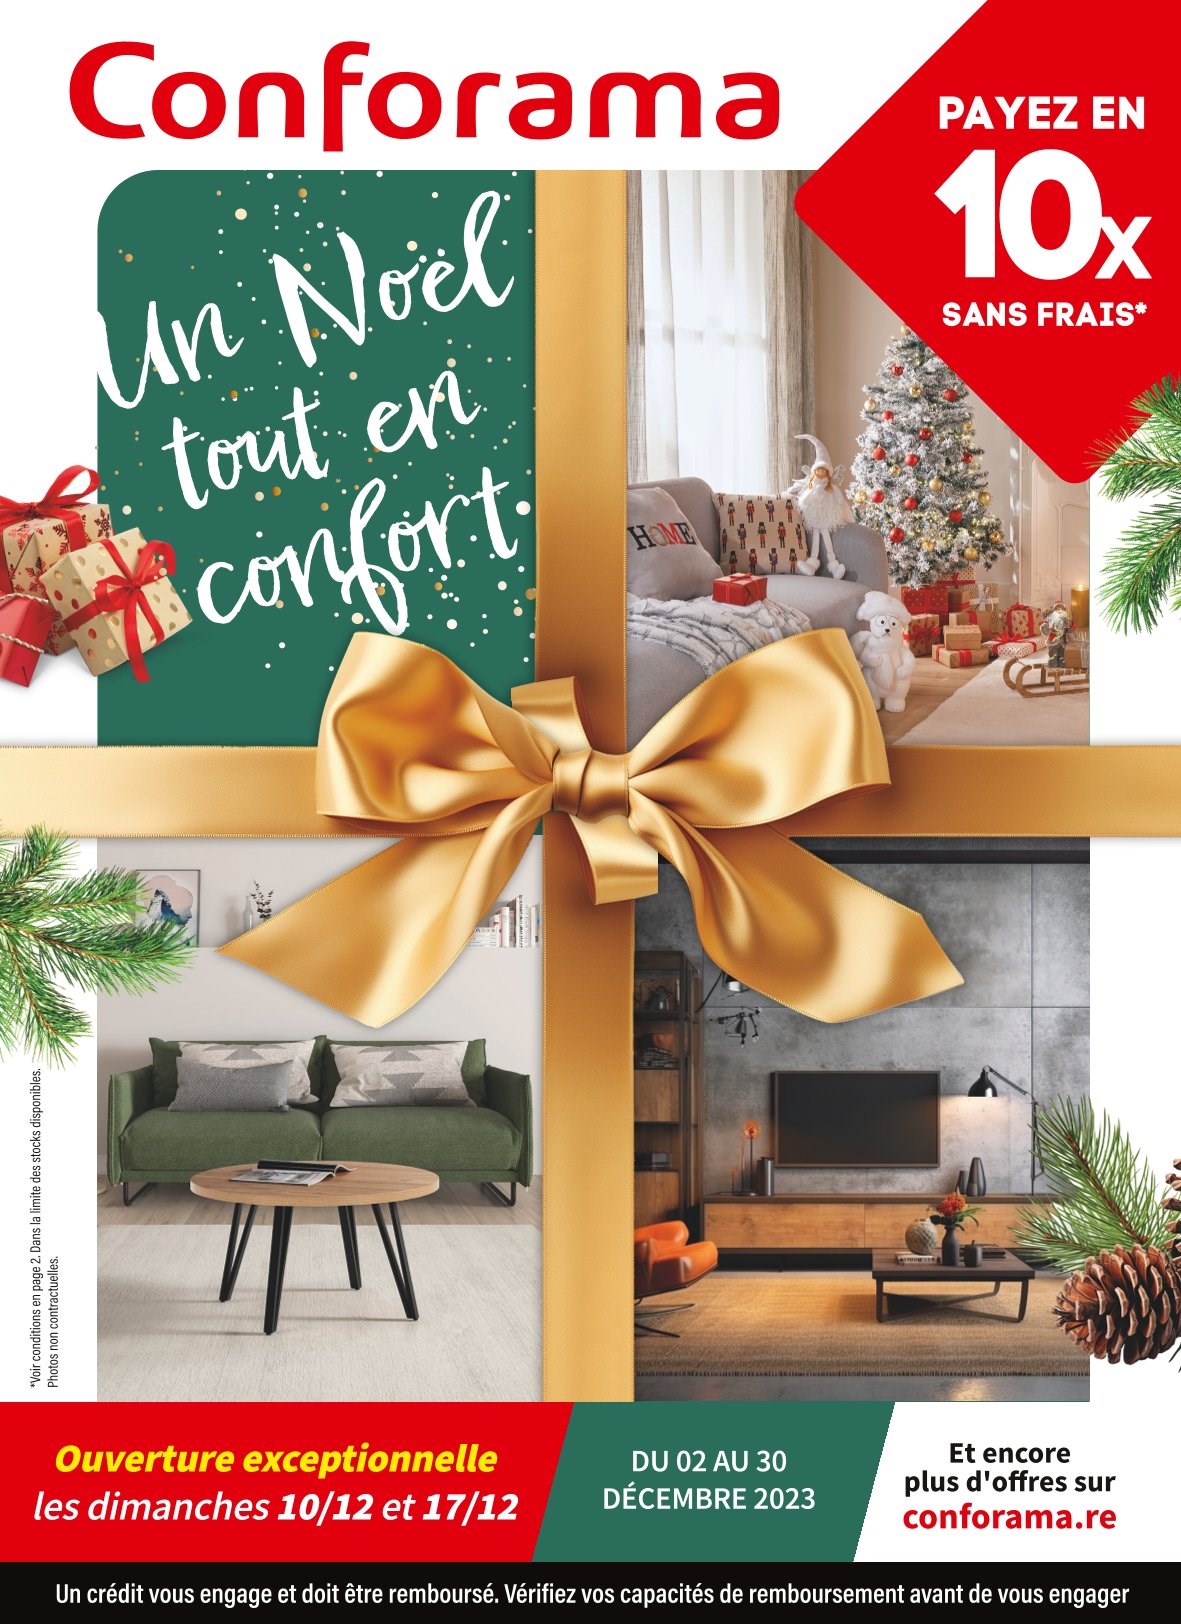 Conforama
PAYEZ EN
10x
SANS FRAIS*
Un Noël
tout en
confort
HOME
*Voir conditions en page 2. Dans la limite des stocks disponibles.
Photos non contractuelles.
Ouverture exceptionnelle
les dimanches 10/12 et 17/12
DU 02 AU 30
DÉCEMBRE 2023
Et encore
plus d'offres sur
conforama.re
Un crédit vous engage et doit être remboursé. Vérifiez vos capacités de remboursement avant de vous engager